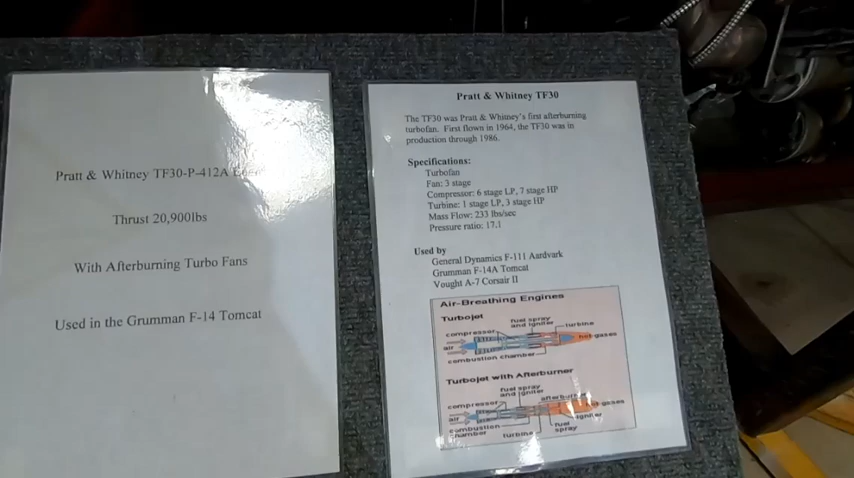 Pratt & Whitney TF30-P-412A
Thrust 20,900lbs
With Afterburning Turbo Fans
Used in the Grumman F-14 Tomcat
Pratt & Whitney TF30
The TF30 was Pratt & Whitney's first afterburning
turbofan. First flown in 1964, the TF30 was in
production through 1986.
Specifications:
Turbofan
Fan: 3 stage
Compressor: 6 stage LP, 7 stage HP
Turbine: 1 stage LP, 3 stage HP
Mass Flow: 233 lbs/sec
Pressure ratio: 17.1
Used by
General Dynamics F-111 Aardvark
Grumman F-14A Tomcat
Vought A-7 Corsair II
Air-Breathing Engines
Turbojet
fuel spray
and igniter
compressor
turbine
air
hot gases
combustion chamber
Turbojet with Afterburner
fuel spray
and igniter
compressor
afterburner
air
hot gases
igniter
combustion
chamber
turbine
fuel
spray